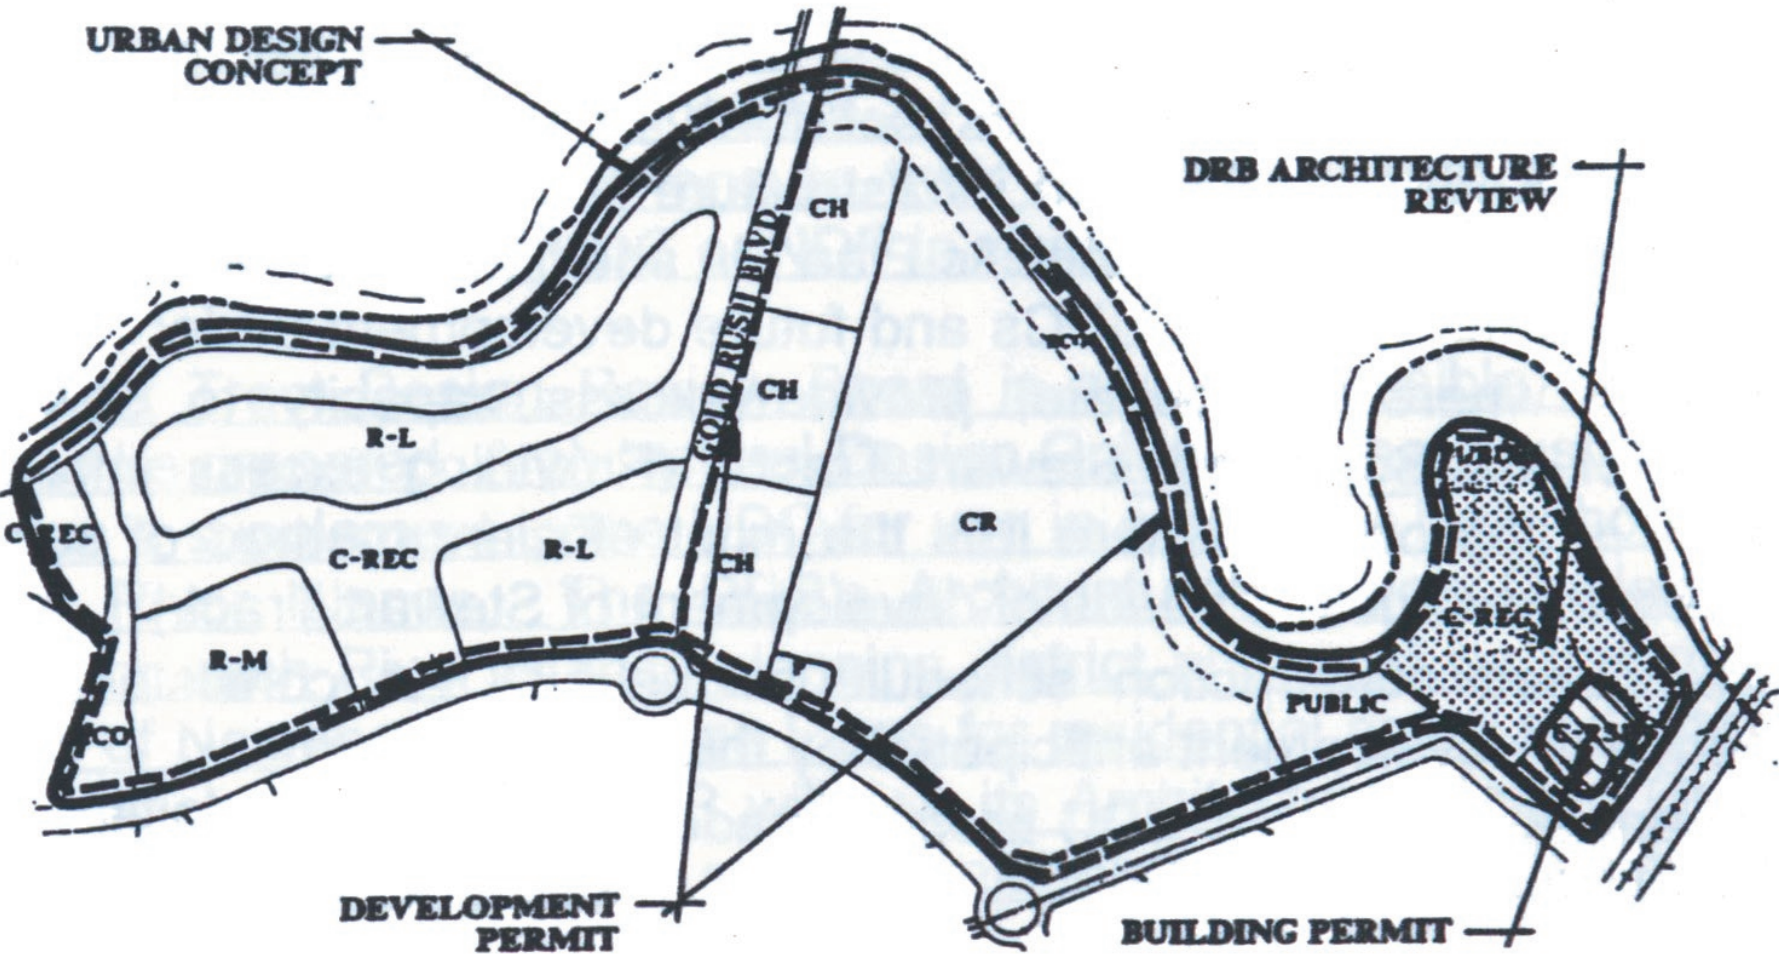 URBAN DESIGN
CONCEPT
DRB ARCHITECTURE
REVIEW
CH
GOLD RUSH BLVD
CH
R-L
C-REC
C-REC
R-L
CH
CR
C-REC
R-M
P
PUBLIC
CO
DEVELOPMENT
PERMIT
BUILDING PERMIT